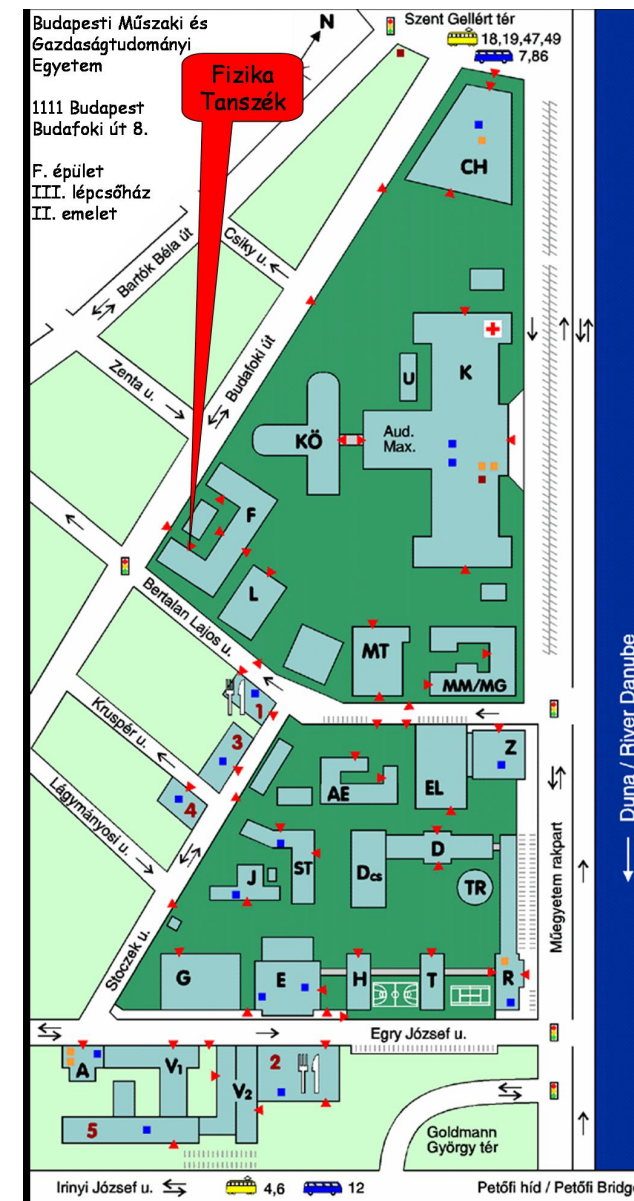 Budapesti Műszaki és
Gazdaságtudományi
Egyetem
1111 Budapest
Budafoki út 8.
F. épület
III. lépcsőház
II. emelet
Fizika
Tanszék
N
Szent Gellért tér
18,19,47,49
7,86
CH
Csiky u.
Bartók Béla út
Budafoki út
Zenta u.
K
U
KÖ
Aud.
Max.
F
L
Bertalan Lajos u.
MT
MM/MG
1
Kruspér u.
3
4
Lágymányosi u.
Z
AE
EL
D
ST
J
Dcs
TR
Műegyetem rakpart
Duna / River Danube
Stoczek u.
G
E
H
T
R
Egry József u.
A
V1
V2
2
5
Goldmann
György tér
Irinyi József u.
4,6
12
Petőfi híd / Petőfi Bridge